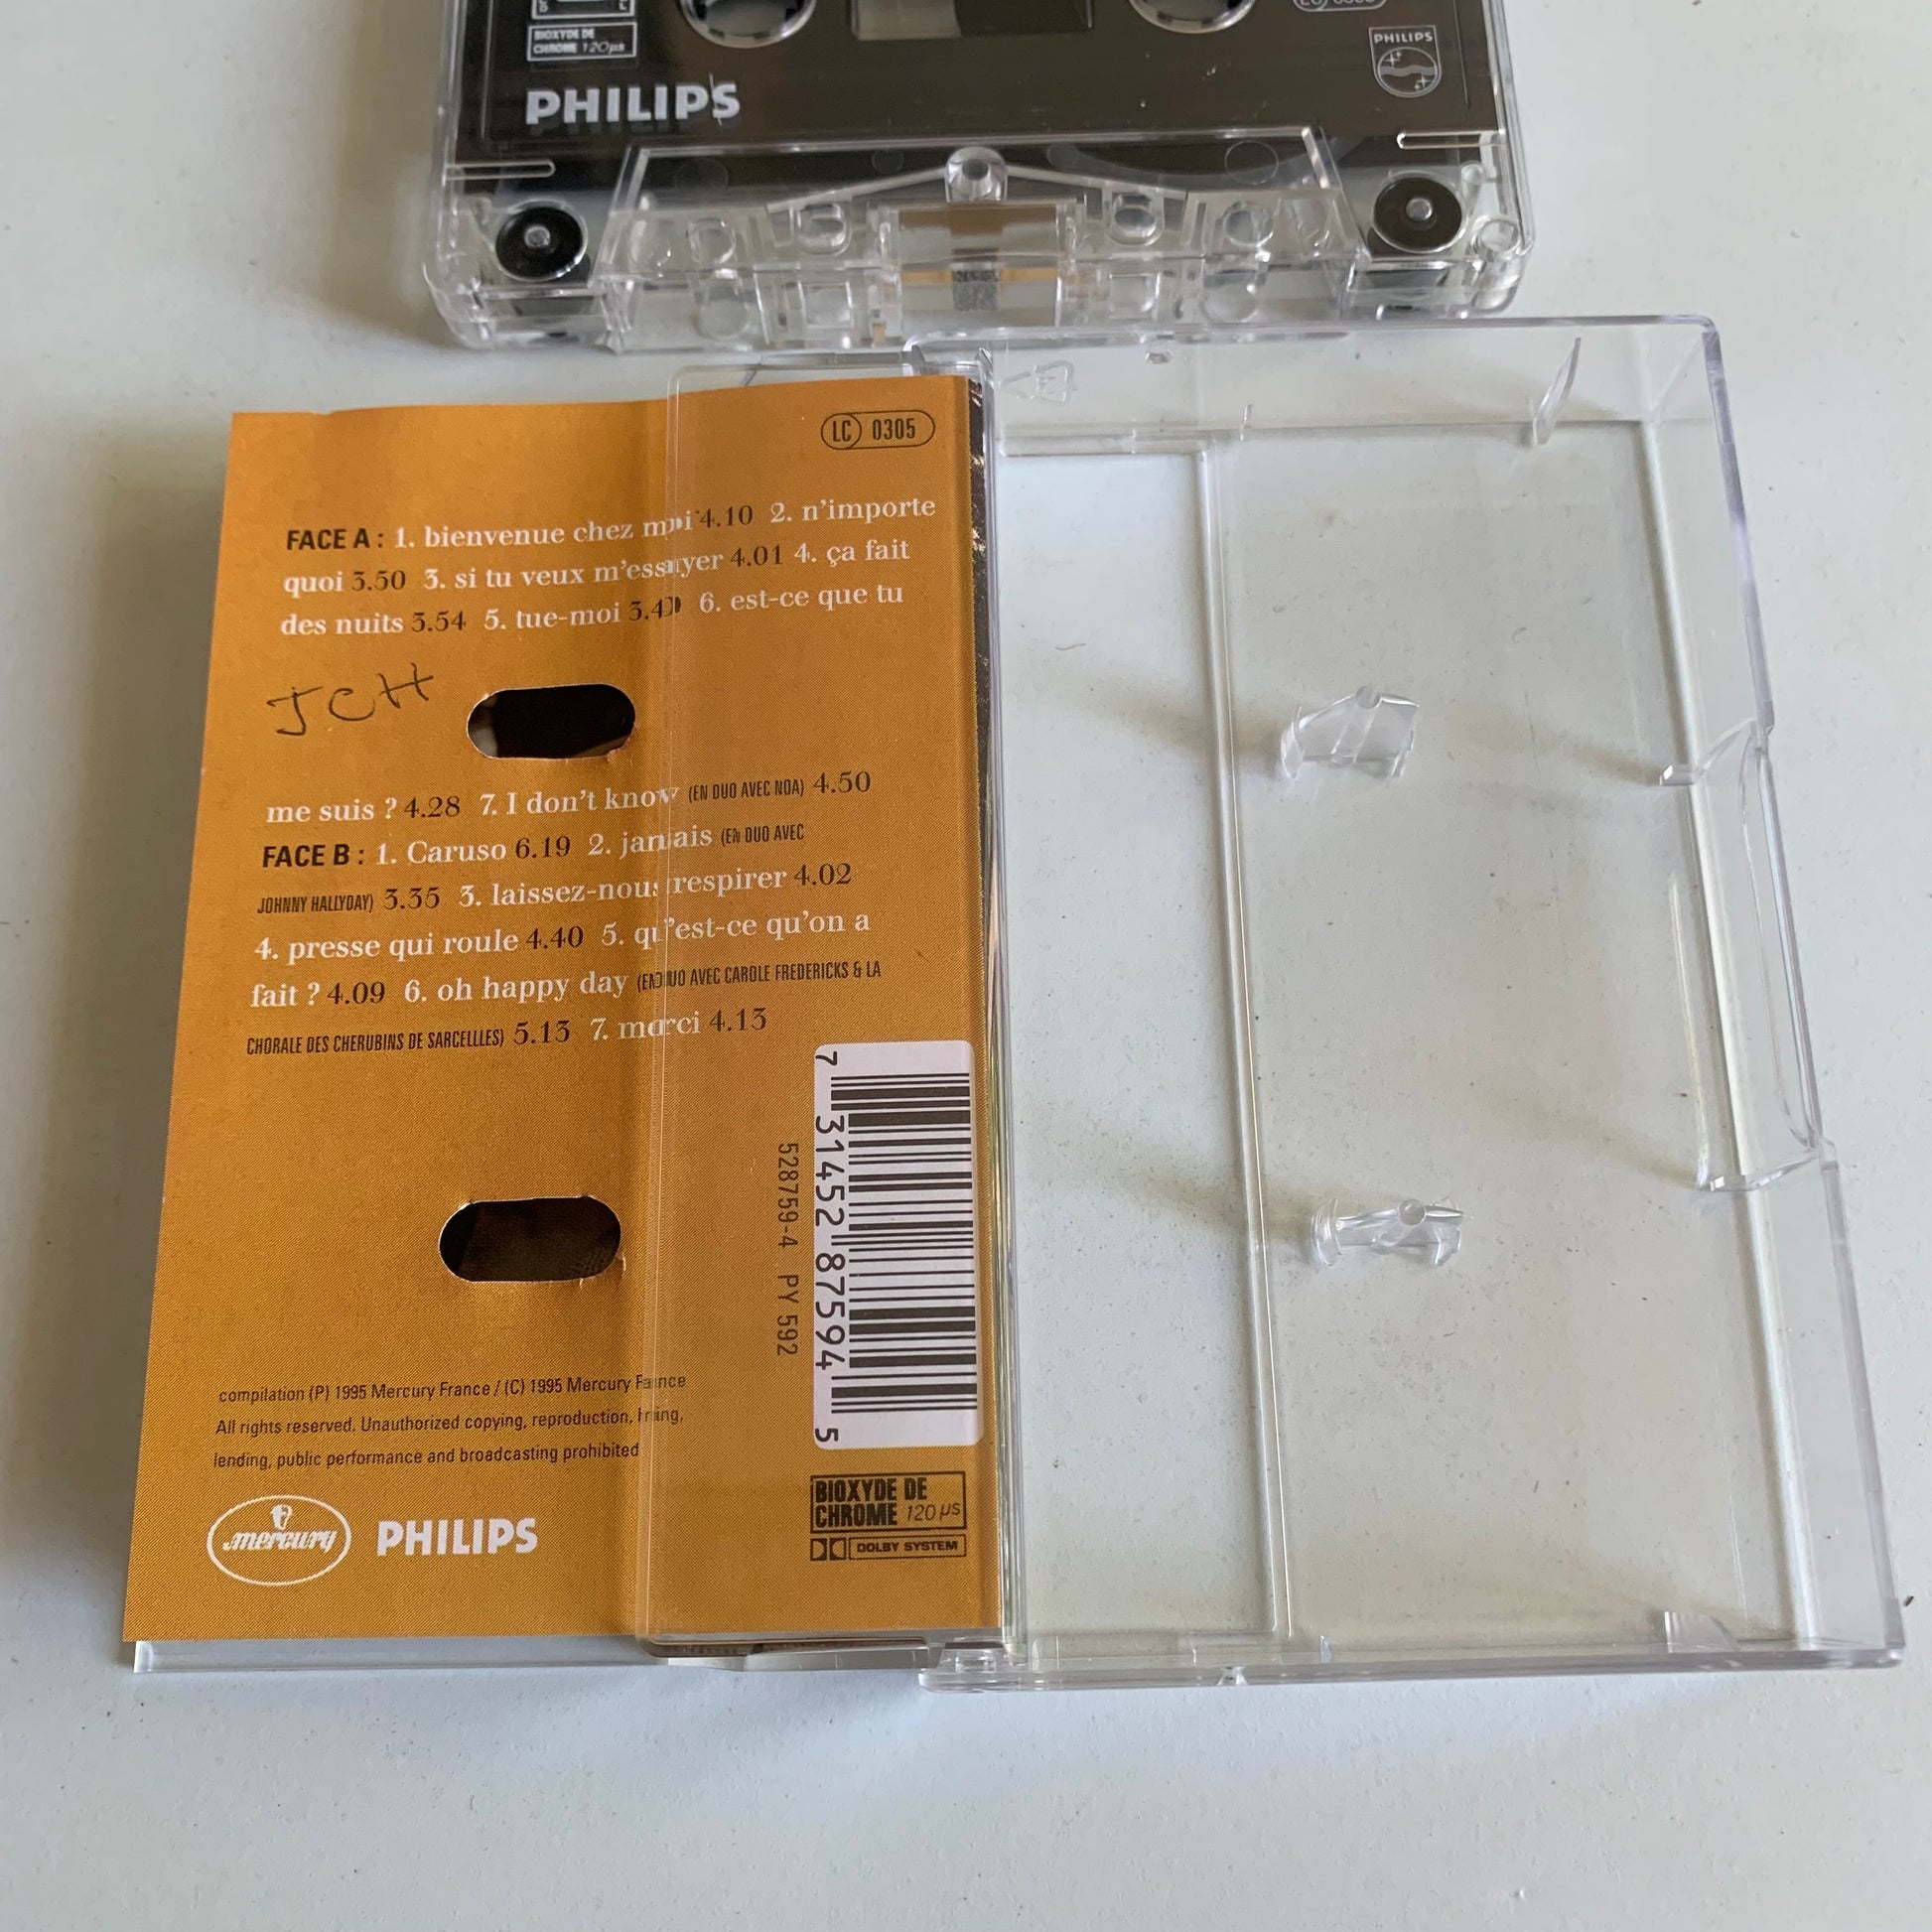 BIOXYDE DE
CHROME 120µs
PHILIPS
PHILIPS
LC 0305
FACE A : 1. bienvenue chez moi 4.10 2. n'importe
quoi 3.50 3. si tu veux m'essayer 4.01 4. ça fait
des nuits 3.54 5. tue-moi 6. est-ce que tu
JCH
me suis ? 4.28 7. I don't know (EN DUO AVEC NOA) 4.50
FACE B : 1. Caruso 6.19 2. jamais (EN DUO AVEC
JOHNNY HALLYDAY) 3.35 3. laissez-nous respirer 4.02
4. presse qui roule 4.40 5. qu'est-ce qu'on a
fait ? 4.09 6. oh happy day (EN DUO AVEC CAROLE FREDERICKS & LA
CHORALE DES CHERUBINS DE SARCELLLES) 5.13 7. merci 4.13
7 31452 87594 5
528759-4 PY 592
compilation (P) 1995 Mercury France / (C) 1995 Mercury France
All rights reserved. Unauthorized copying, reproduction, hiring,
lending, public performance and broadcasting prohibited
mercury PHILIPS
BIOXYDE DE
CHROME 120 µs
DOLBY SYSTEM